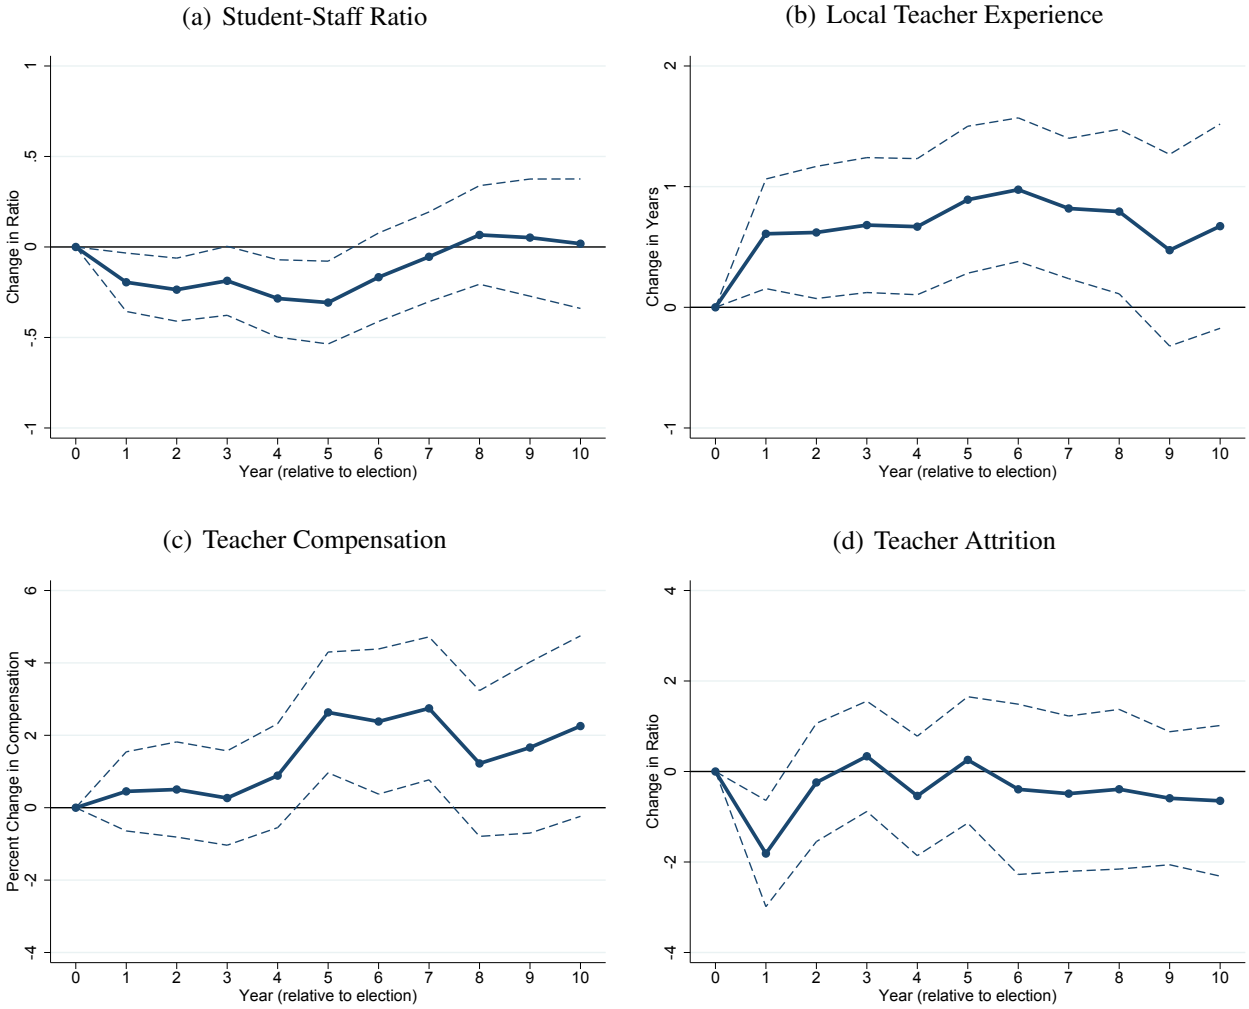 (a) Student-Staff Ratio
Change in Ratio
1
.5
0
-.5
-1
0 1 2 3 4 5 6 7 8 9 10
Year (relative to election)
(b) Local Teacher Experience
Change in Years
2
1
0
-1
0 1 2 3 4 5 6 7 8 9 10
Year (relative to election)
(c) Teacher Compensation
Percent Change in Compensation
6
4
2
0
-2
-4
0 1 2 3 4 5 6 7 8 9 10
Year (relative to election)
(d) Teacher Attrition
Change in Ratio
4
2
0
-2
-4
0 1 2 3 4 5 6 7 8 9 10
Year (relative to election)